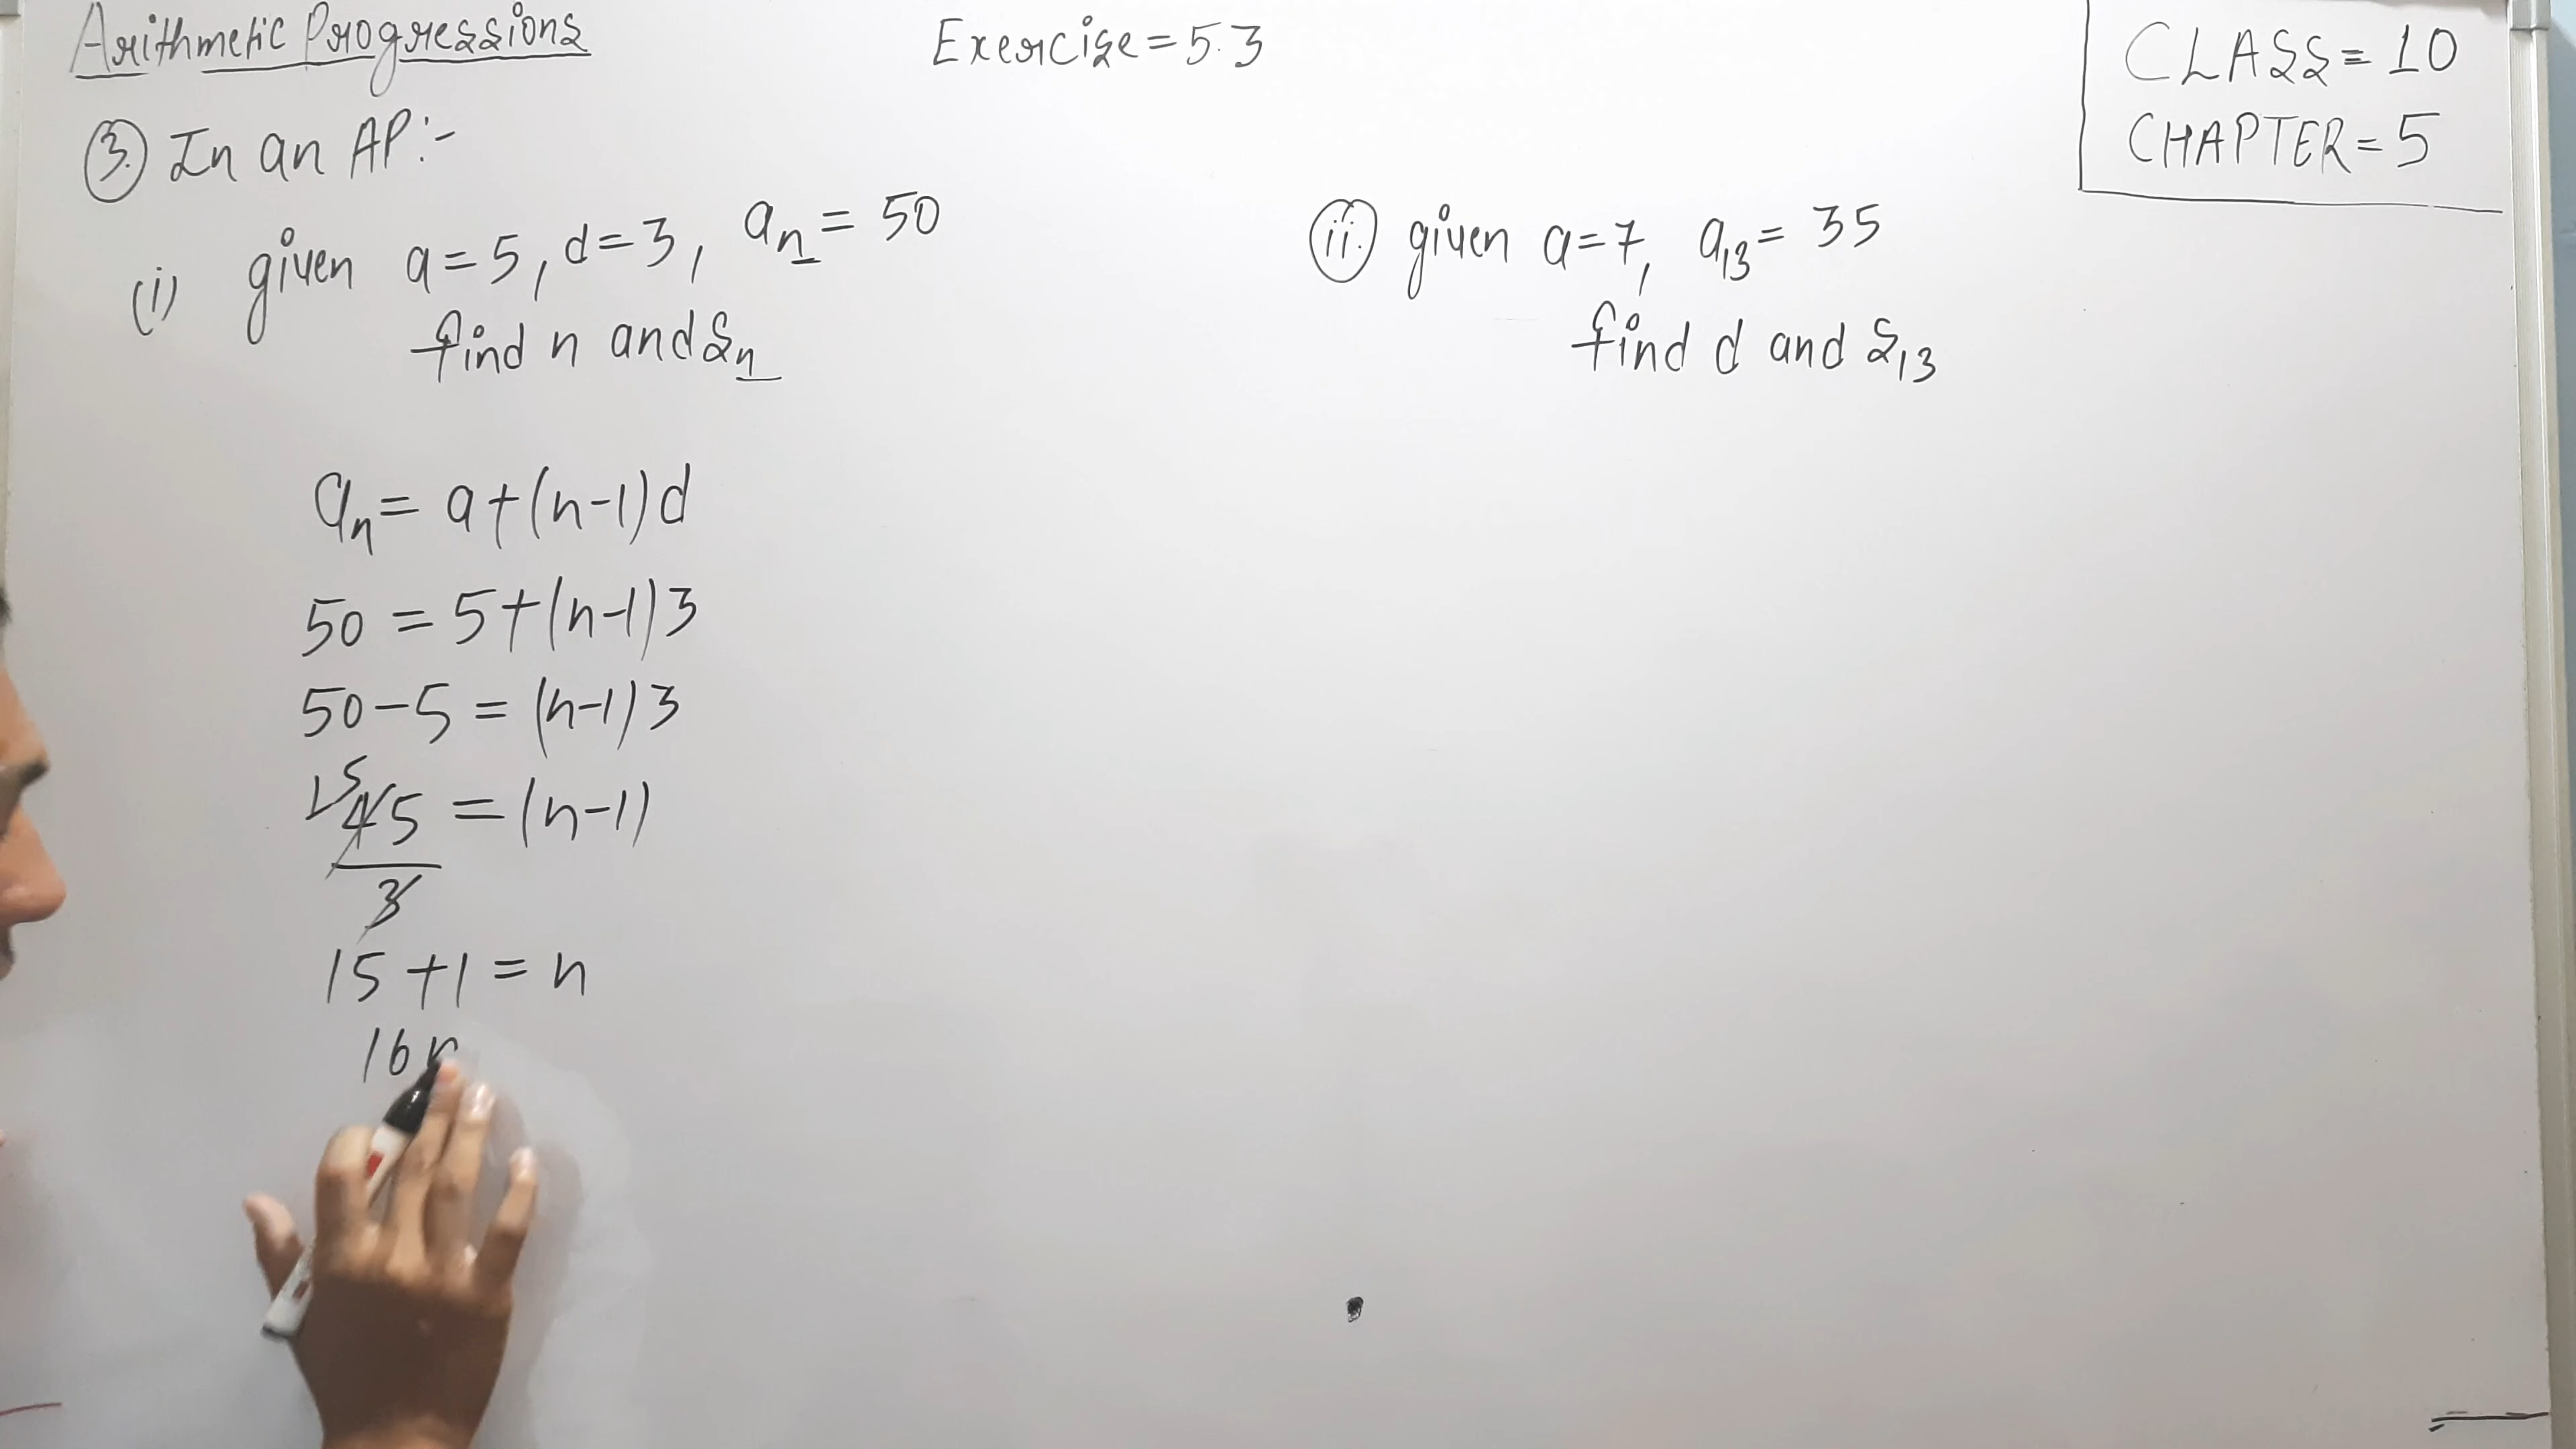 Arithmetic Progressions
Exercise = 5.3
CLASS = 10
CHAPTER = 5
3. In an AP:-
(i) given a = 5, d = 3, aₙ = 50
find n and Sₙ
aₙ = a + (n-1) d
50 = 5 + (n-1) 3
50 - 5 = (n-1) 3
15
45/3 = (n-1)
15 + 1 = n
16 n
ii. given a = 7, a₁₃ = 35
find d and S₁₃